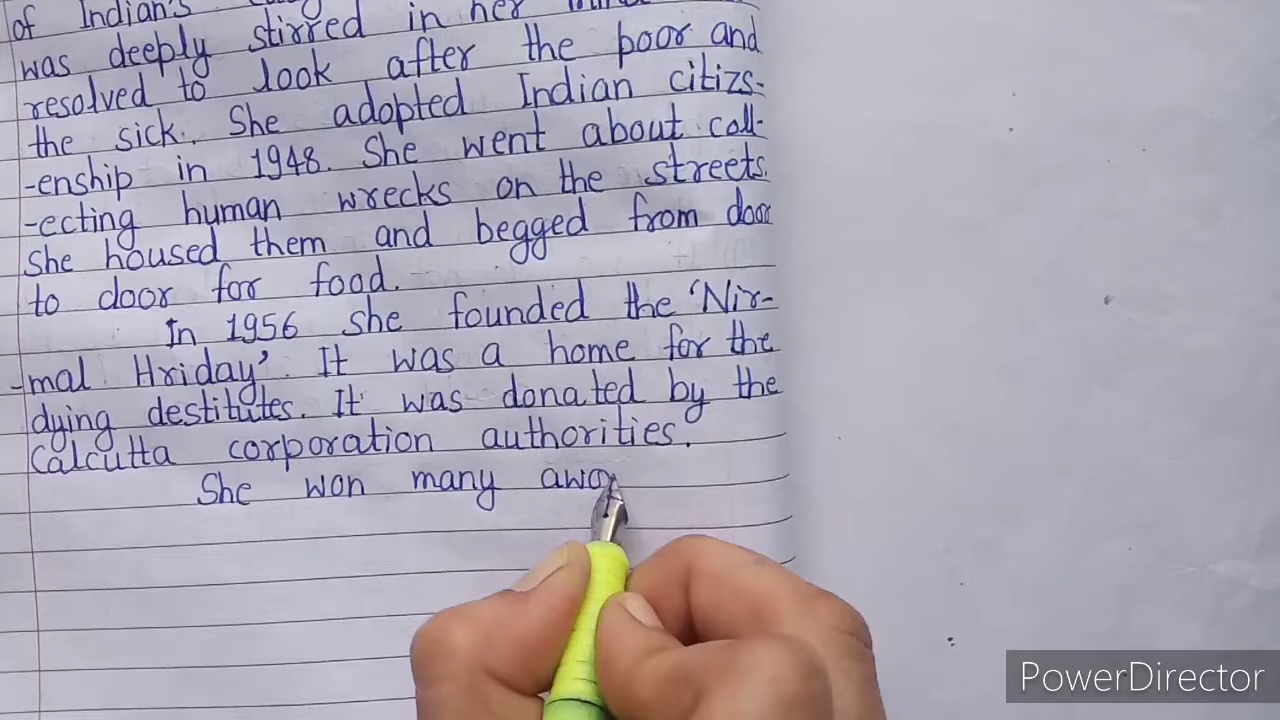 of Indian's in her
was deeply stirred
resolved to look after the poor and
the sick. She adopted Indian citizs-
-enship in 1948. She went about coll-
-ecting human wrecks on the streets.
She housed them and begged from door
to door for food.
In 1956 she founded the 'Nir-
-mal Hriday'. It was a home for the
dying destitutes. It was donated by the
Calcutta corporation authorities.
She won many awa
PowerDirector